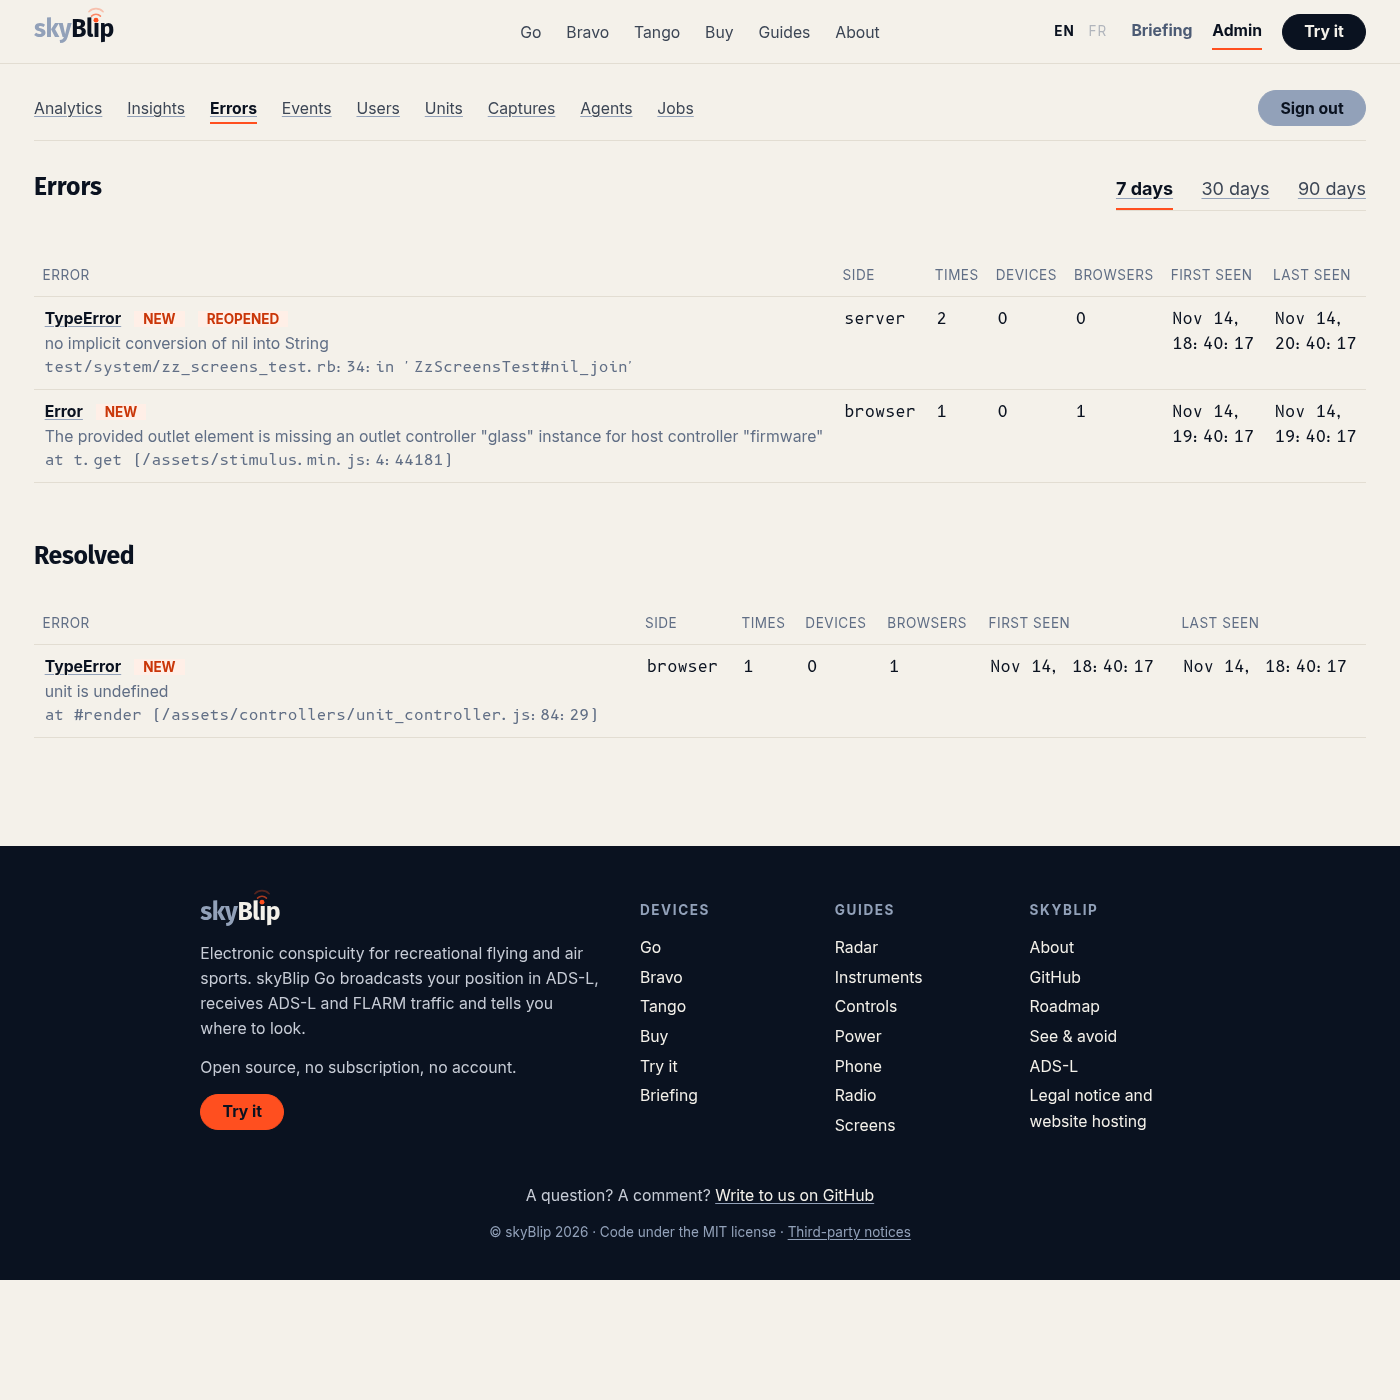 skyBlip
Go Bravo Tango Buy Guides About
EN FR Briefing Admin Try it
Analytics Insights Errors Events Users Units Captures Agents Jobs
Sign out
Errors
7 days 30 days 90 days
ERROR SIDE TIMES DEVICES BROWSERS FIRST SEEN LAST SEEN
TypeError NEW REOPENED server 2 0 0 Nov 14, 18:40:17 Nov 14, 20:40:17
no implicit conversion of nil into String
test/system/zz_screens_test.rb:34:in 'ZzScreensTest#nil_join'
Error NEW browser 1 0 1 Nov 14, 19:40:17 Nov 14, 19:40:17
The provided outlet element is missing an outlet controller "glass" instance for host controller "firmware"
at t.get [/assets/stimulus.min.js:4:44181]
Resolved
ERROR SIDE TIMES DEVICES BROWSERS FIRST SEEN LAST SEEN
TypeError NEW browser 1 0 1 Nov 14, 18:40:17 Nov 14, 18:40:17
unit is undefined
at #render [/assets/controllers/unit_controller.js:84:29]
skyBlip
Electronic conspicuity for recreational flying and air
sports. skyBlip Go broadcasts your position in ADS-L,
receives ADS-L and FLARM traffic and tells you
where to look.
Open source, no subscription, no account.
Try it
DEVICES
Go
Bravo
Tango
Buy
Try it
Briefing
GUIDES
Radar
Instruments
Controls
Power
Phone
Radio
Screens
SKYBLIP
About
GitHub
Roadmap
See & avoid
ADS-L
Legal notice and
website hosting
A question? A comment? Write to us on GitHub
© skyBlip 2026 · Code under the MIT license · Third-party notices